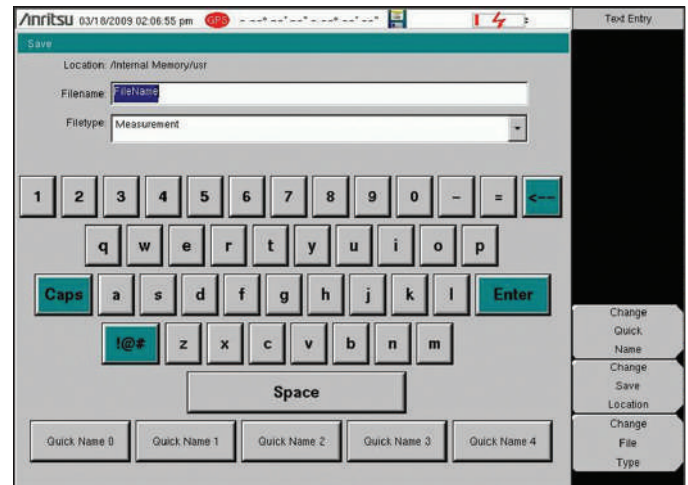 Anritsu 03/18/2009 02:06:55 pm GPS - --•• --'--"- --•• --'--" Text Entry
Save
Location: /Internal Memory/usr
Filename: FileName
Filetype: Measurement
1 2 3 4 5 6 7 8 9 0 - = <--
q w e r t y u i o p
Caps a s d f g h j k l Enter
!@# z x c v b n m
Space
Quick Name 0 Quick Name 1 Quick Name 2 Quick Name 3 Quick Name 4
Change
Quick
Name
Change
Save
Location
Change
File
Type